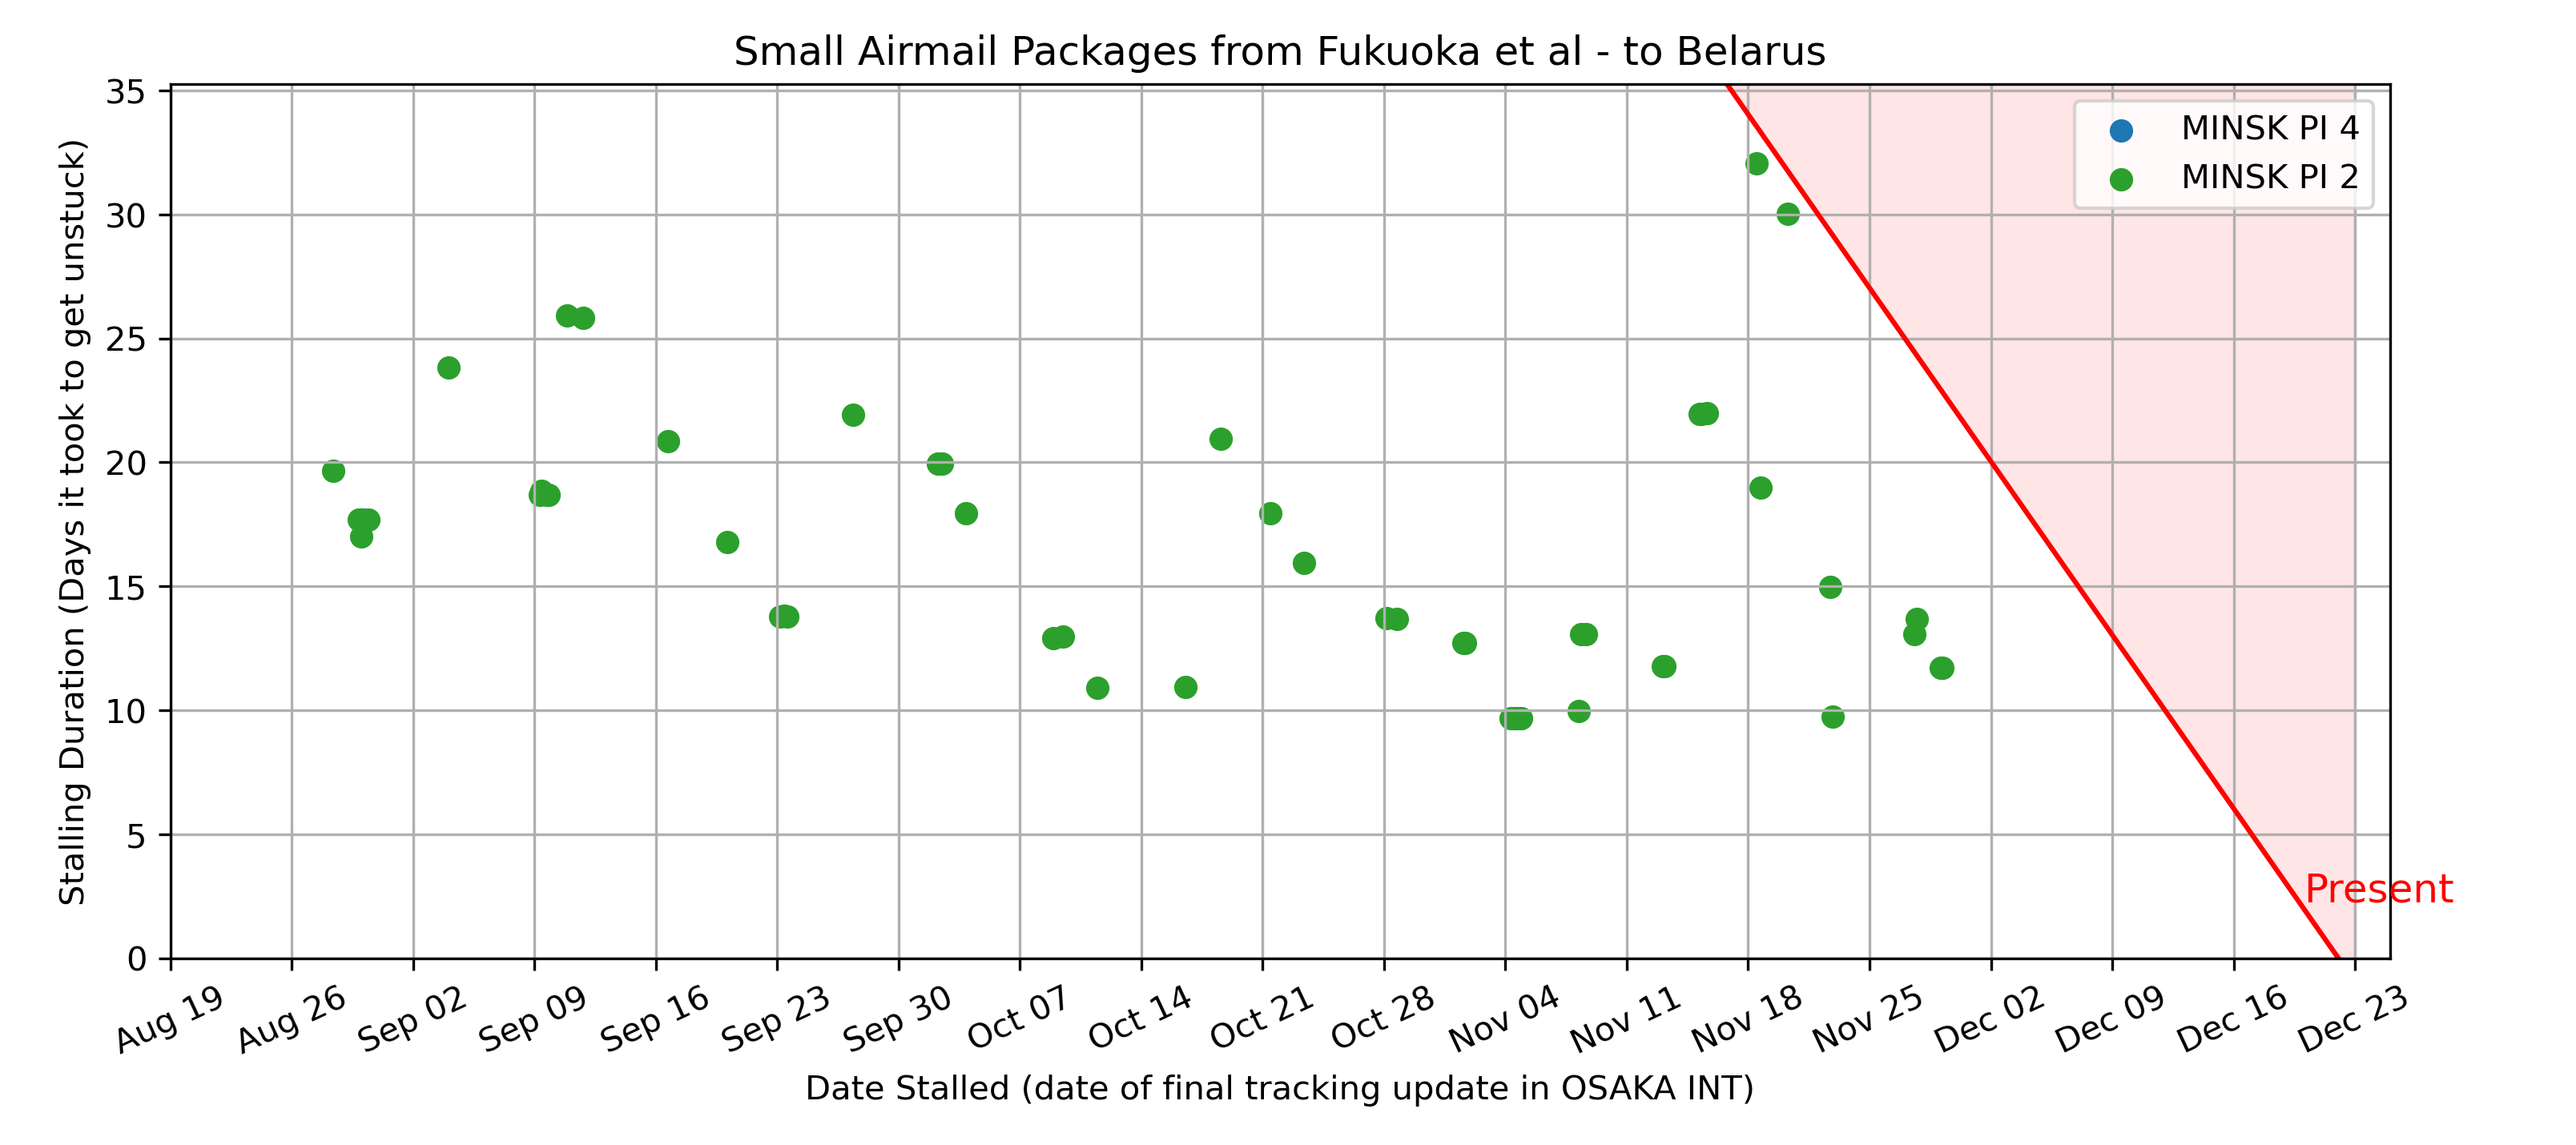 Small Airmail Packages from Fukuoka et al - to Belarus
Stalling Duration (Days it took to get unstuck)
35
30
25
20
15
10
5
0
MINSK PI 4
MINSK PI 2
Present
Aug 19
Aug 26
Sep 02
Sep 09
Sep 16
Sep 23
Sep 30
Oct 07
Oct 14
Oct 21
Oct 28
Nov 04
Nov 11
Nov 18
Nov 25
Dec 02
Dec 09
Dec 16
Dec 23
Date Stalled (date of final tracking update in OSAKA INT)